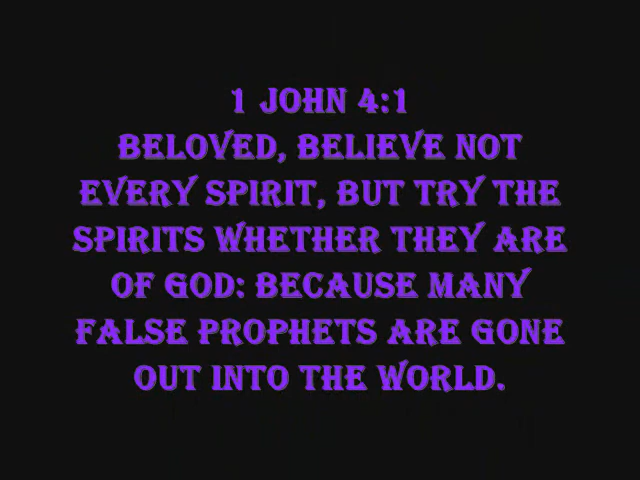 1 JOHN 4:1
BELOVED, BELIEVE NOT
EVERY SPIRIT, BUT TRY THE
SPIRITS WHETHER THEY ARE
OF GOD: BECAUSE MANY
FALSE PROPHETS ARE GONE
OUT INTO THE WORLD.